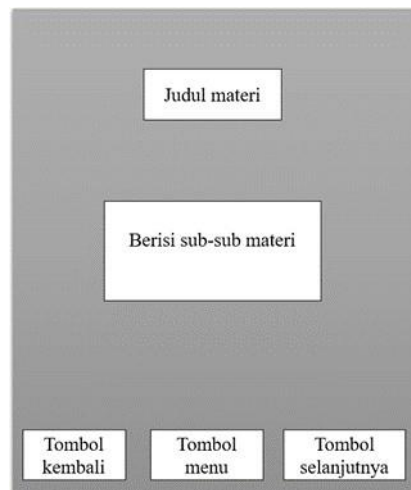 Judul materi
Berisi sub-sub materi
Tombol
kembali
Tombol
menu
Tombol
selanjutnya